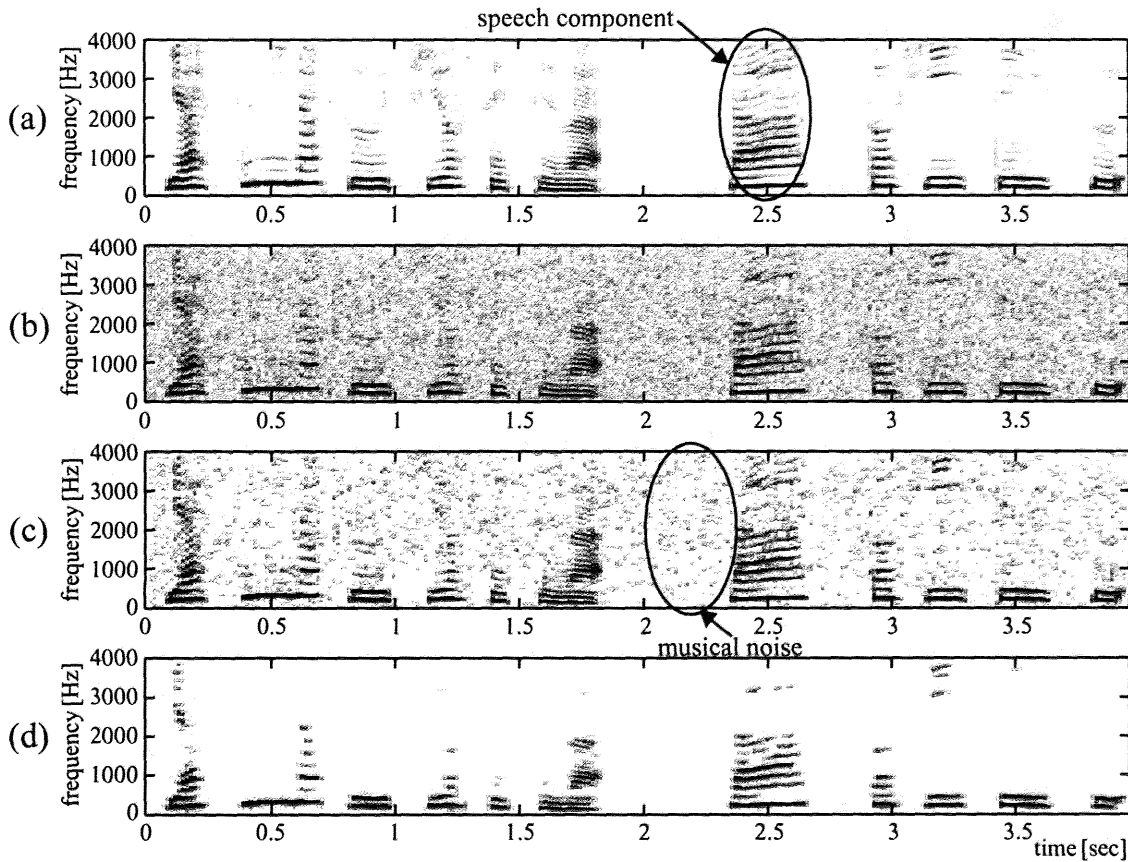 speech component
(a)
frequency [Hz]
4000
3000
2000
1000
0
0 0.5 1 1.5 2 2.5 3 3.5
(b)
frequency [Hz]
4000
3000
2000
1000
0
0 0.5 1 1.5 2 2.5 3 3.5
(c)
frequency [Hz]
4000
3000
2000
1000
0
0 0.5 1 1.5 2 2.5 3 3.5
musical noise
(d)
frequency [Hz]
4000
3000
2000
1000
0
0 0.5 1 1.5 2 2.5 3 3.5
time [sec]